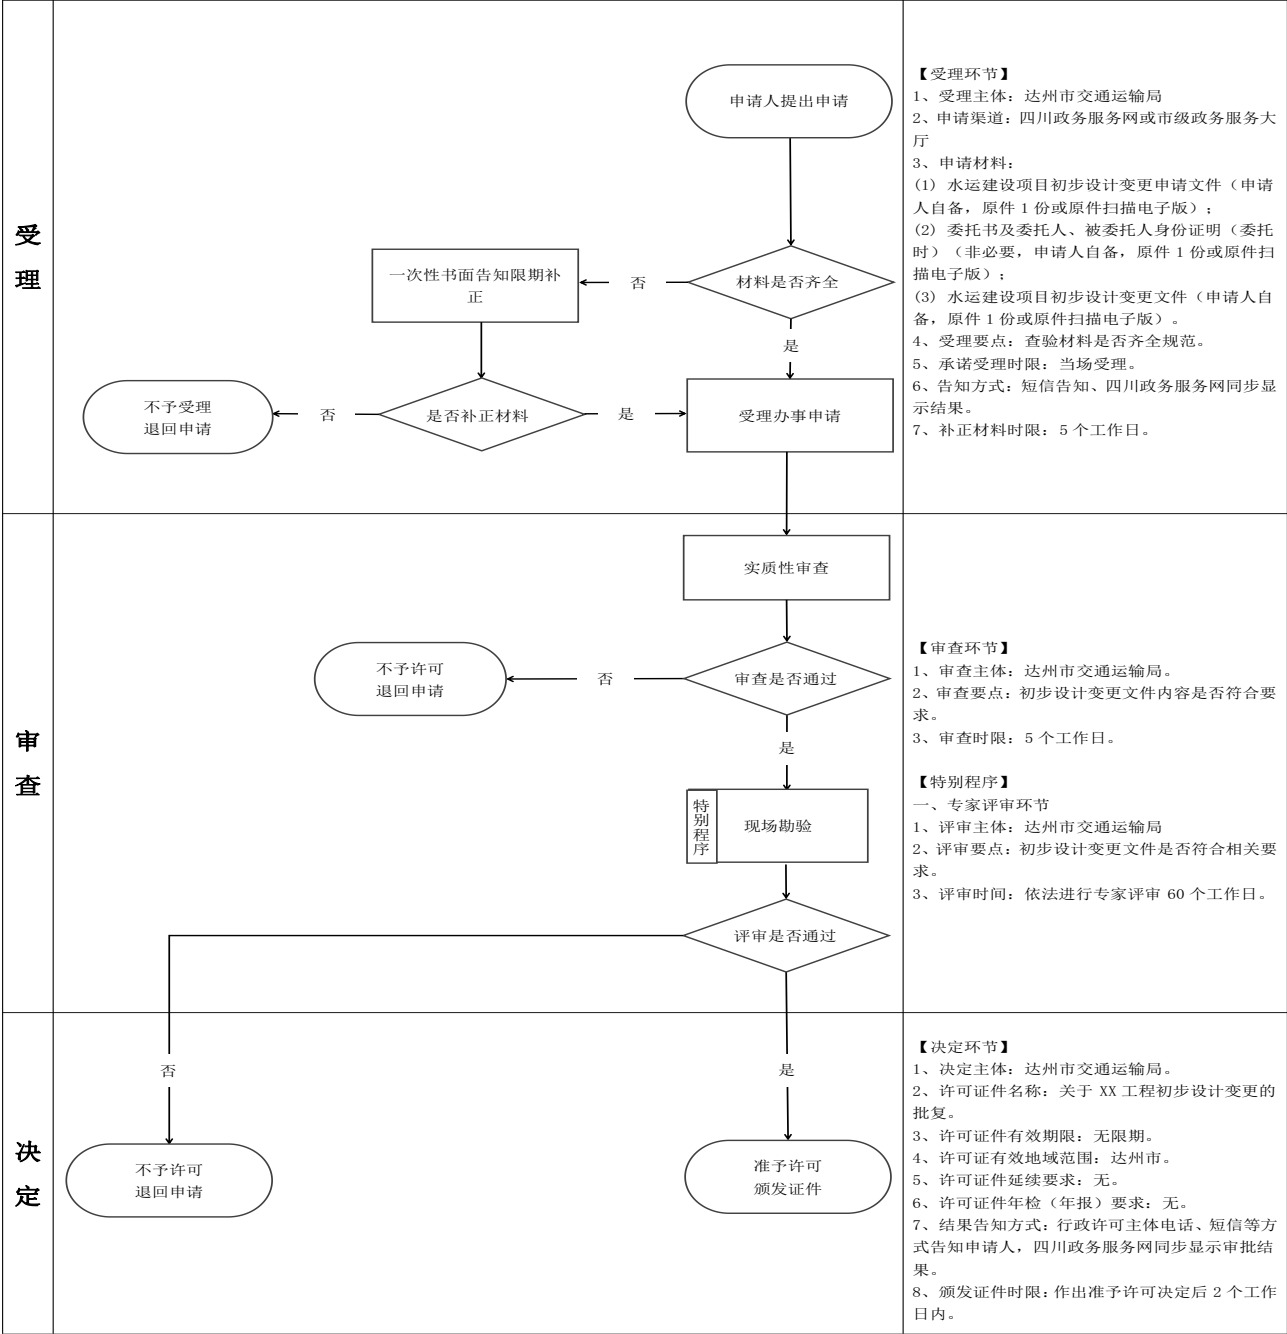 受
理
申请人提出申请
材料是否齐全
否
一次性书面告知限期补
正
是
是否补正材料
否
不予受理
退回申请
是
受理办事申请
【受理环节】
1、受理主体：达州市交通运输局
2、申请渠道：四川政务服务网或市级政务服务大
厅
3、申请材料：
(1) 水运建设项目初步设计变更申请文件（申请
人自备，原件 1 份或原件扫描电子版）；
(2) 委托书及委托人、被委托人身份证明（委托
时）（非必要，申请人自备，原件 1 份或原件扫
描电子版）；
(3) 水运建设项目初步设计变更文件（申请人自
备，原件 1 份或原件扫描电子版）。
4、受理要点：查验材料是否齐全规范。
5、承诺受理时限：当场受理。
6、告知方式：短信告知、四川政务服务网同步显
示结果。
7、补正材料时限：5 个工作日。
审
查
实质性审查
审查是否通过
否
不予许可
退回申请
是
特别程序
现场勘验
评审是否通过
【审查环节】
1、审查主体：达州市交通运输局。
2、审查要点：初步设计变更文件内容是否符合要
求。
3、审查时限：5 个工作日。
【特别程序】
一、专家评审环节
1、评审主体：达州市交通运输局
2、评审要点：初步设计变更文件是否符合相关要
求。
3、评审时间：依法进行专家评审 60 个工作日。
决
定
否
不予许可
退回申请
是
准予许可
颁发证件
【决定环节】
1、决定主体：达州市交通运输局。
2、许可证件名称：关于 XX 工程初步设计变更的
批复。
3、许可证件有效期限：无限期。
4、许可证有效地域范围：达州市。
5、许可证件延续要求：无。
6、许可证件年检（年报）要求：无。
7、结果告知方式：行政许可主体电话、短信等方
式告知申请人，四川政务服务网同步显示审批结
果。
8、颁发证件时限：作出准予许可决定后 2 个工作
日内。